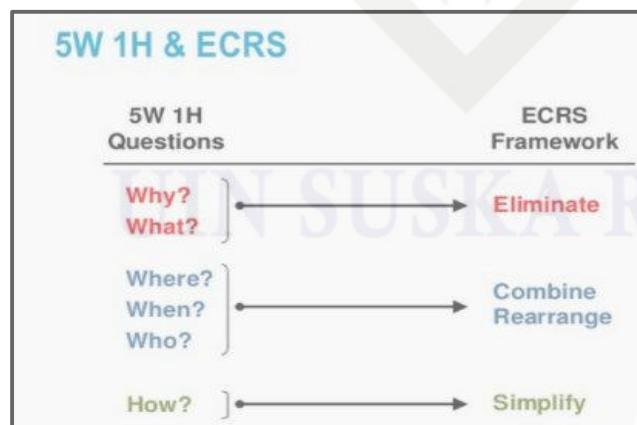 5W 1H & ECRS
5W 1H
Questions
ECRS
Framework
Why?
What?
Eliminate
Where?
When?
Who?
Combine
Rearrange
How?
Simplify
UIN SUSKA R